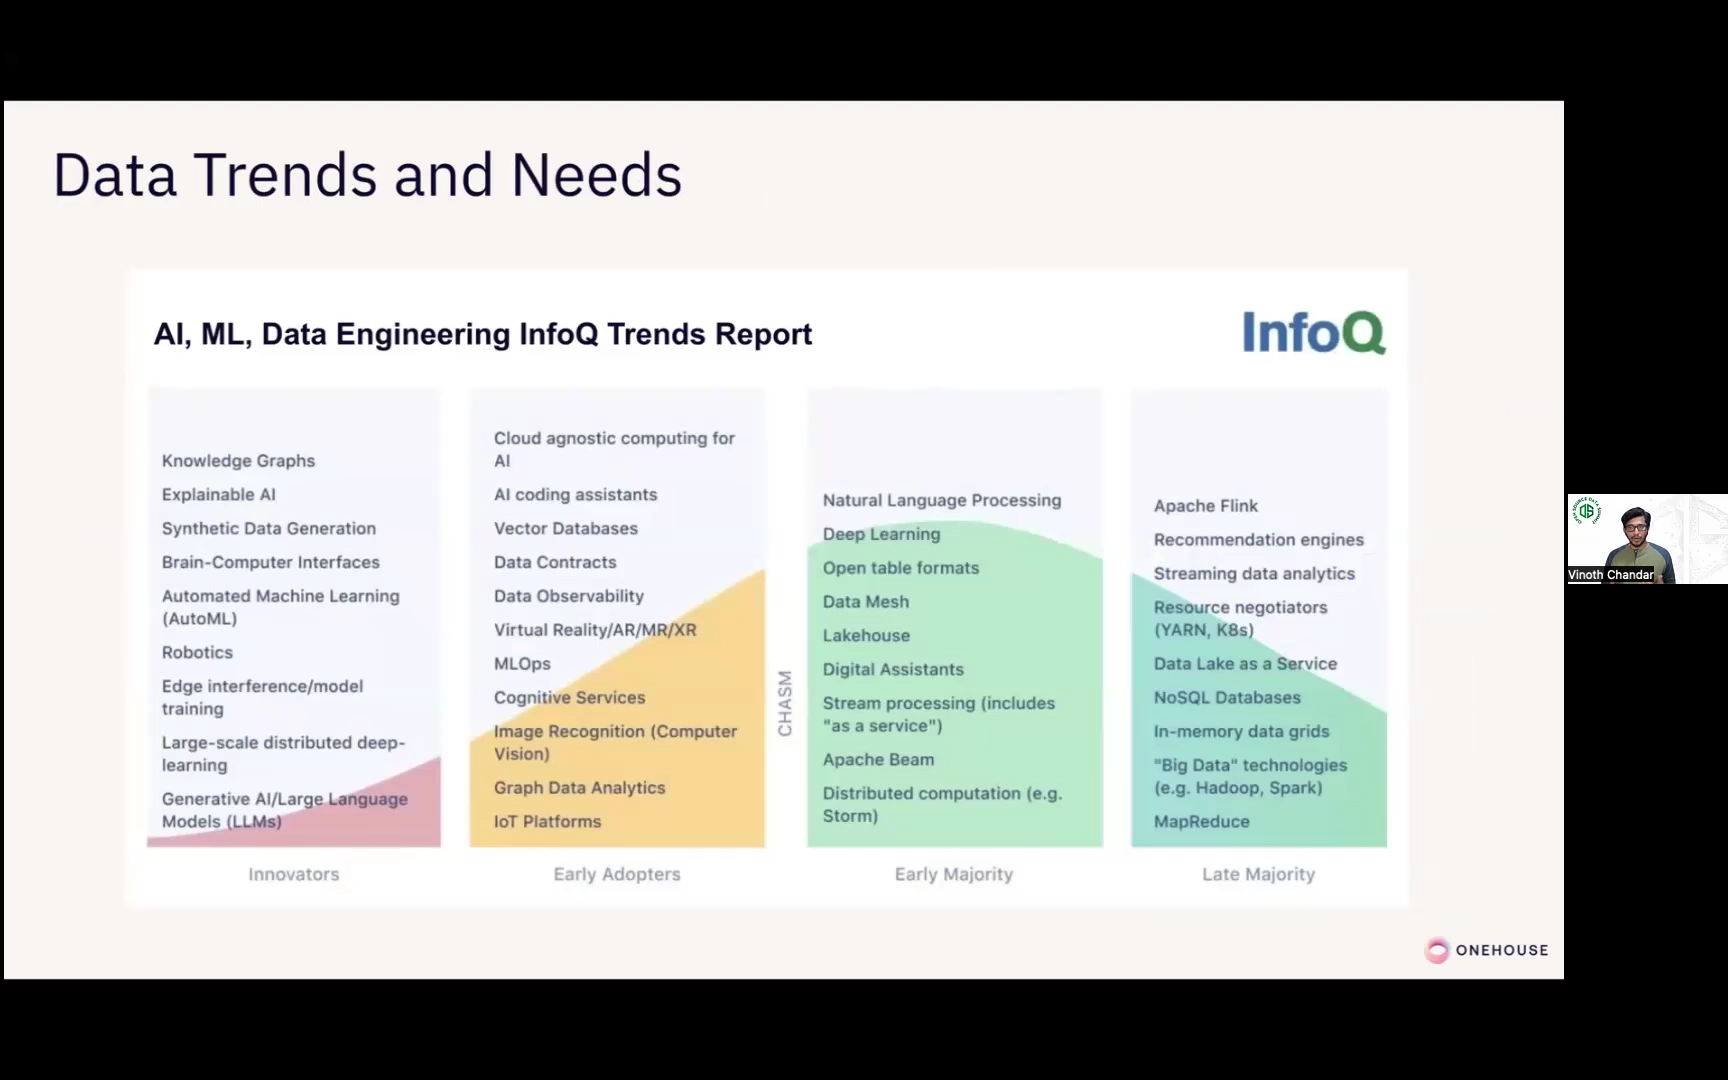 Data Trends and Needs
AI, ML, Data Engineering InfoQ Trends Report
InfoQ
Knowledge Graphs
Explainable AI
Synthetic Data Generation
Brain-Computer Interfaces
Automated Machine Learning
(AutoML)
Robotics
Edge interference/model
training
Large-scale distributed deep-
learning
Generative AI/Large Language
Models (LLMs)
Innovators
Cloud agnostic computing for
AI
AI coding assistants
Vector Databases
Data Contracts
Data Observability
Virtual Reality/AR/MR/XR
MLOps
Cognitive Services
Image Recognition (Computer
Vision)
Graph Data Analytics
IoT Platforms
Early Adopters
CHASM
Natural Language Processing
Deep Learning
Open table formats
Data Mesh
Lakehouse
Digital Assistants
Stream processing (includes
"as a service")
Apache Beam
Distributed computation (e.g.
Storm)
Early Majority
Apache Flink
Recommendation engines
Streaming data analytics
Resource negotiators
(YARN, K8s)
Data Lake as a Service
NoSQL Databases
In-memory data grids
"Big Data" technologies
(e.g. Hadoop, Spark)
MapReduce
Late Majority
ONEHOUSE
OPEN SOURCE DATA SUMMIT
Vinoth Chandar